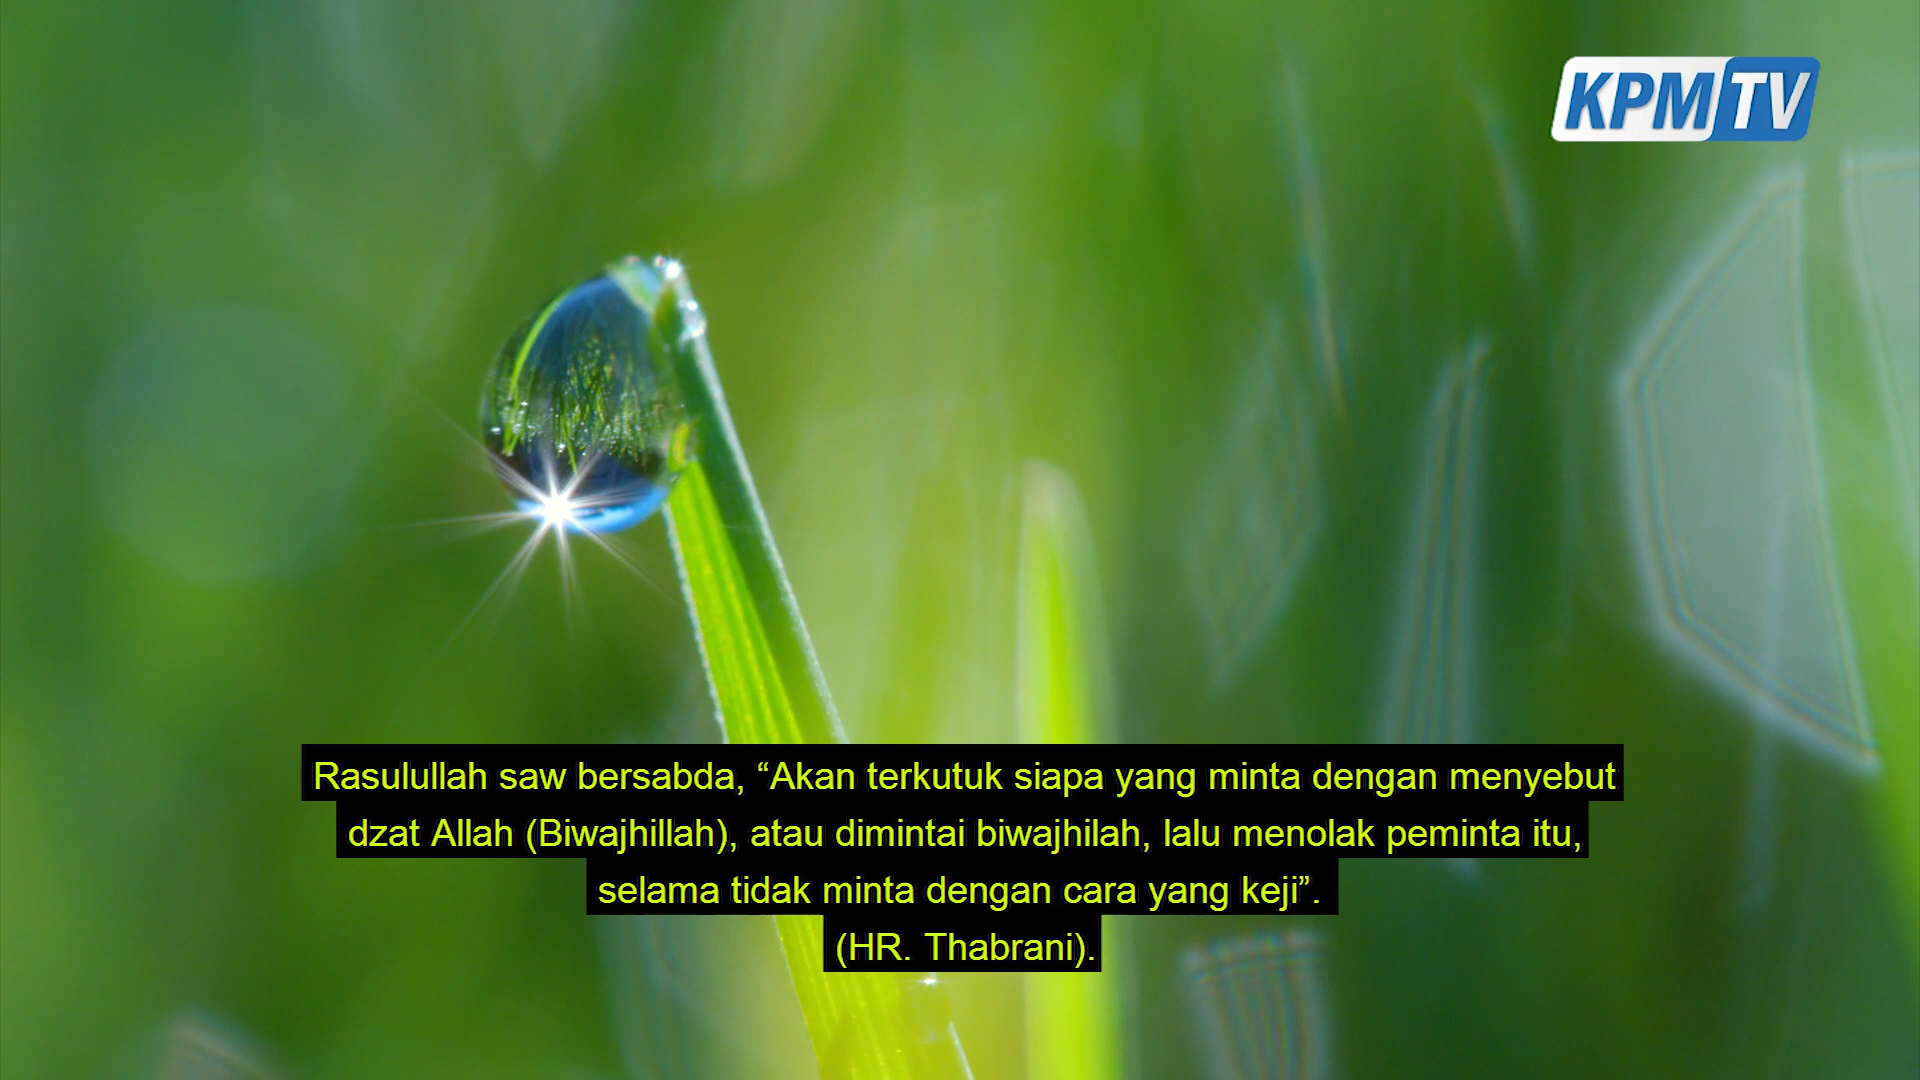 KPMTV
Rasulullah saw bersabda, “Akan terkutuk siapa yang minta dengan menyebut
dzat Allah (Biwajhillah), atau dimintai biwajhilah, lalu menolak peminta itu,
selama tidak minta dengan cara yang keji”.
(HR. Thabrani).